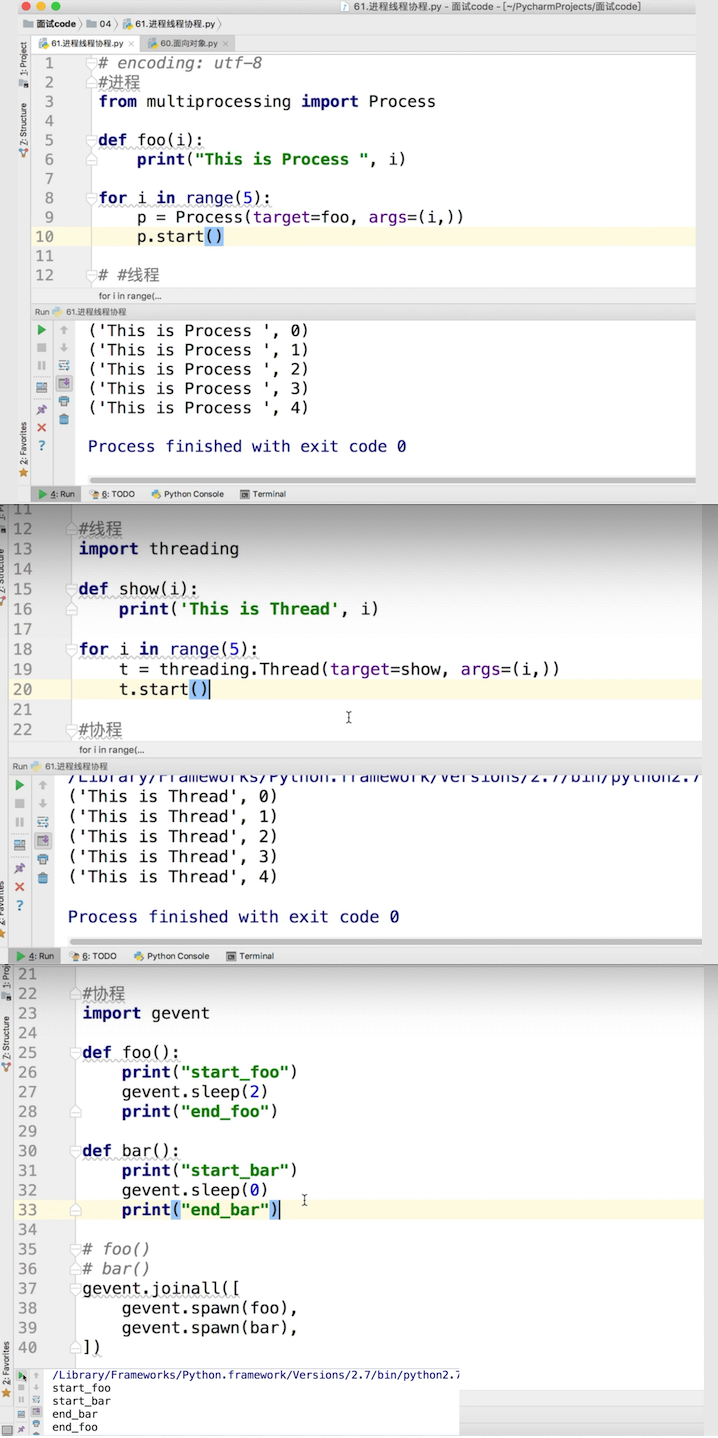 61.进程线程协程.py - 面试code - [~/PycharmProjects/面试code]
面试code 04 61.进程线程协程.py
61.进程线程协程.py × 60.面向对象.py ×
1: Project
7: Structure
2: Favorites
1 # encoding: utf-8
2 #进程
3 from multiprocessing import Process
4
5 def foo(i):
6 print("This is Process ", i)
7
8 for i in range(5):
9 p = Process(target=foo, args=(i,))
10 p.start()
11
12 # #线程
for i in range(...
Run 61.进程线程协程
('This is Process ', 0)
('This is Process ', 1)
('This is Process ', 2)
('This is Process ', 3)
('This is Process ', 4)
Process finished with exit code 0
4: Run 6: TODO Python Console Terminal
11
12 #线程
13 import threading
14
15 def show(i):
16 print('This is Thread', i)
17
18 for i in range(5):
19 t = threading.Thread(target=show, args=(i,))
20 t.start()
21
22 #协程
for i in range(...
Run 61.进程线程协程
/Library/Frameworks/Python.framework/Versions/2.7/bin/python2.7
('This is Thread', 0)
('This is Thread', 1)
('This is Thread', 2)
('This is Thread', 3)
('This is Thread', 4)
Process finished with exit code 0
4: Run 6: TODO Python Console Terminal
7: Structure
2: Favorites
21
22 #协程
23 import gevent
24
25 def foo():
26 print("start_foo")
27 gevent.sleep(2)
28 print("end_foo")
29
30 def bar():
31 print("start_bar")
32 gevent.sleep(0)
33 print("end_bar")
34
35 # foo()
36 # bar()
37 gevent.joinall([
38 gevent.spawn(foo),
39 gevent.spawn(bar),
40 ])
/Library/Frameworks/Python.framework/Versions/2.7/bin/python2.7
start_foo
start_bar
end_bar
end_foo